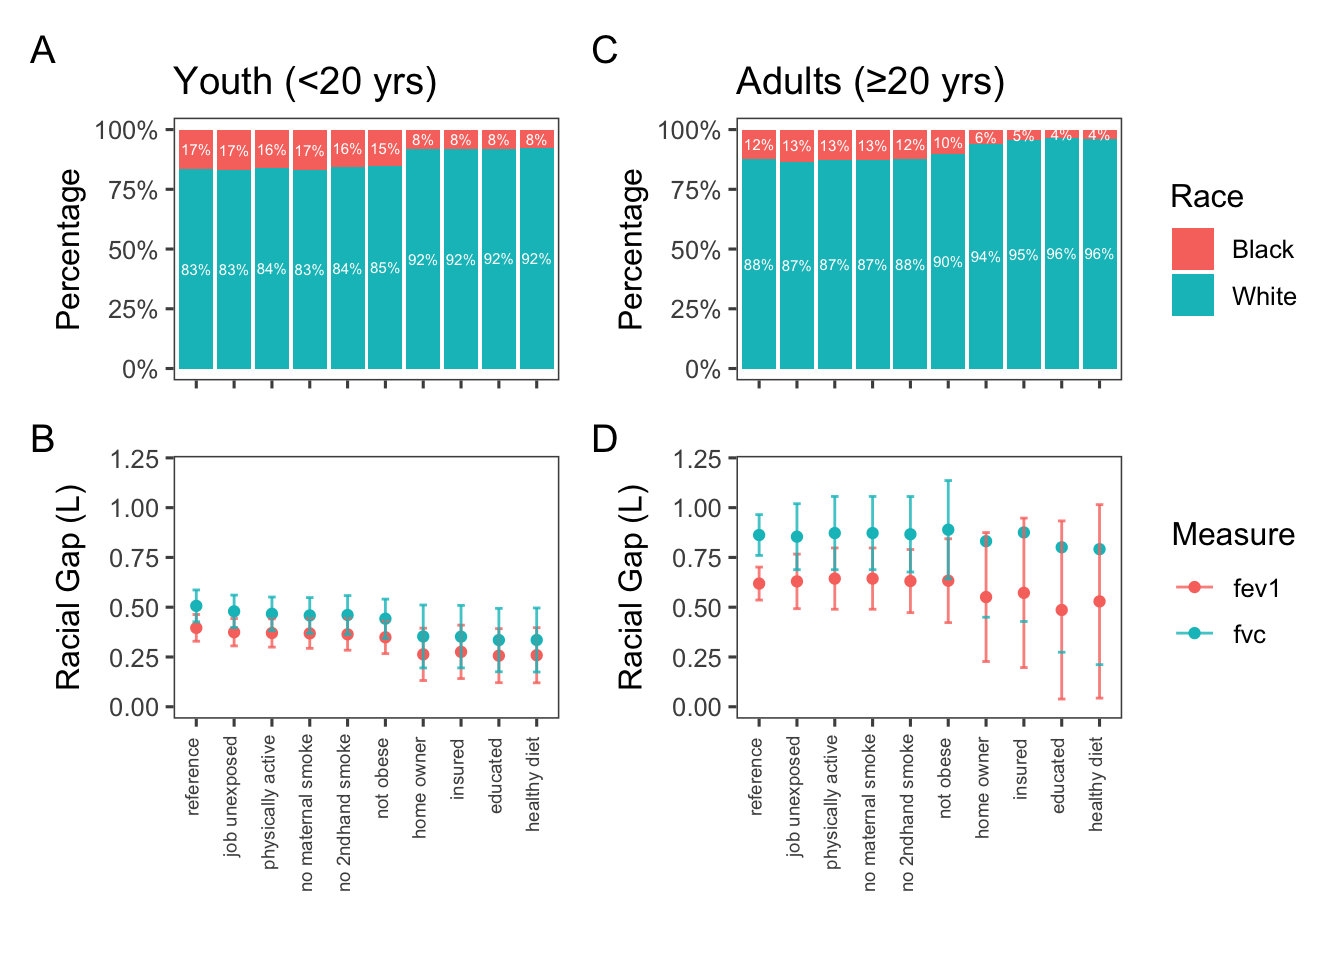 A
Youth (<20 yrs)
Percentage
100%
75%
50%
25%
0%
17% 17% 16% 17% 16% 15% 8% 8% 8% 8%
83% 83% 84% 83% 84% 85% 92% 92% 92% 92%
C
Adults (≥20 yrs)
Percentage
100%
75%
50%
25%
0%
12% 13% 13% 13% 12% 10% 6% 5% 4% 4%
88% 87% 87% 87% 88% 90% 94% 95% 96% 96%
Race
Black
White
B
Racial Gap (L)
1.25
1.00
0.75
0.50
0.25
0.00
reference
job unexposed
physically active
no maternal smoke
no 2ndhand smoke
not obese
home owner
insured
educated
healthy diet
D
Racial Gap (L)
1.25
1.00
0.75
0.50
0.25
0.00
reference
job unexposed
physically active
no maternal smoke
no 2ndhand smoke
not obese
home owner
insured
educated
healthy diet
Measure
fev1
fvc